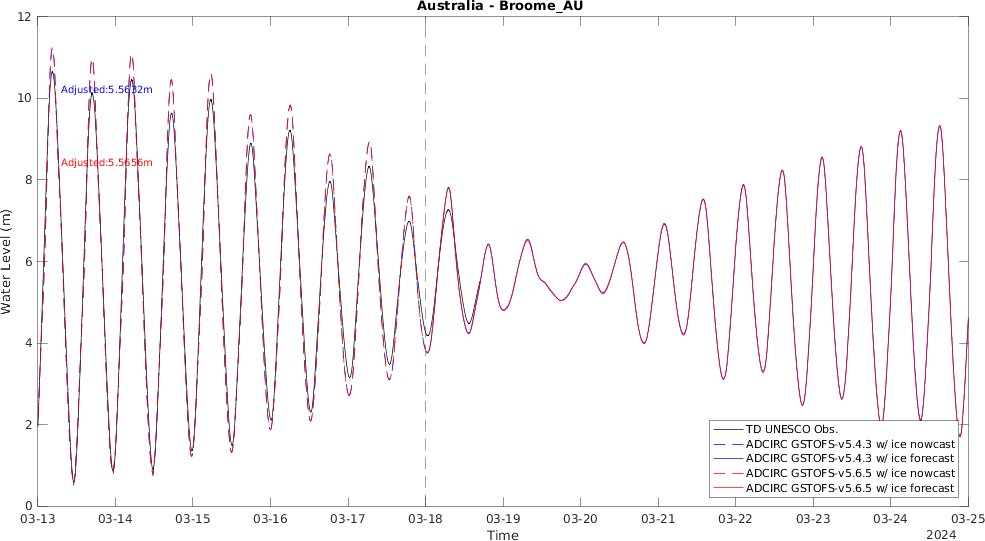 Australia - Broome_AU
12
10
8
6
4
2
0
Water Level (m)
Adjusted:5.5632m
Adjusted:5.5656m
TD UNESCO Obs.
ADCIRC GSTOFS-v5.4.3 w/ ice nowcast
ADCIRC GSTOFS-v5.4.3 w/ ice forecast
ADCIRC GSTOFS-v5.6.5 w/ ice nowcast
ADCIRC GSTOFS-v5.6.5 w/ ice forecast
03-13 03-14 03-15 03-16 03-17 03-18 03-19 03-20 03-21 03-22 03-23 03-24 03-25
Time
2024